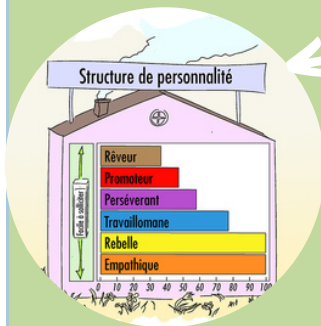 Structure de personnalité
Rêveur
Promoteur
Persévérant
Travaillomane
Rebelle
Empathique
Facile à solliciter
0 10 20 30 40 50 60 70 80 90 100